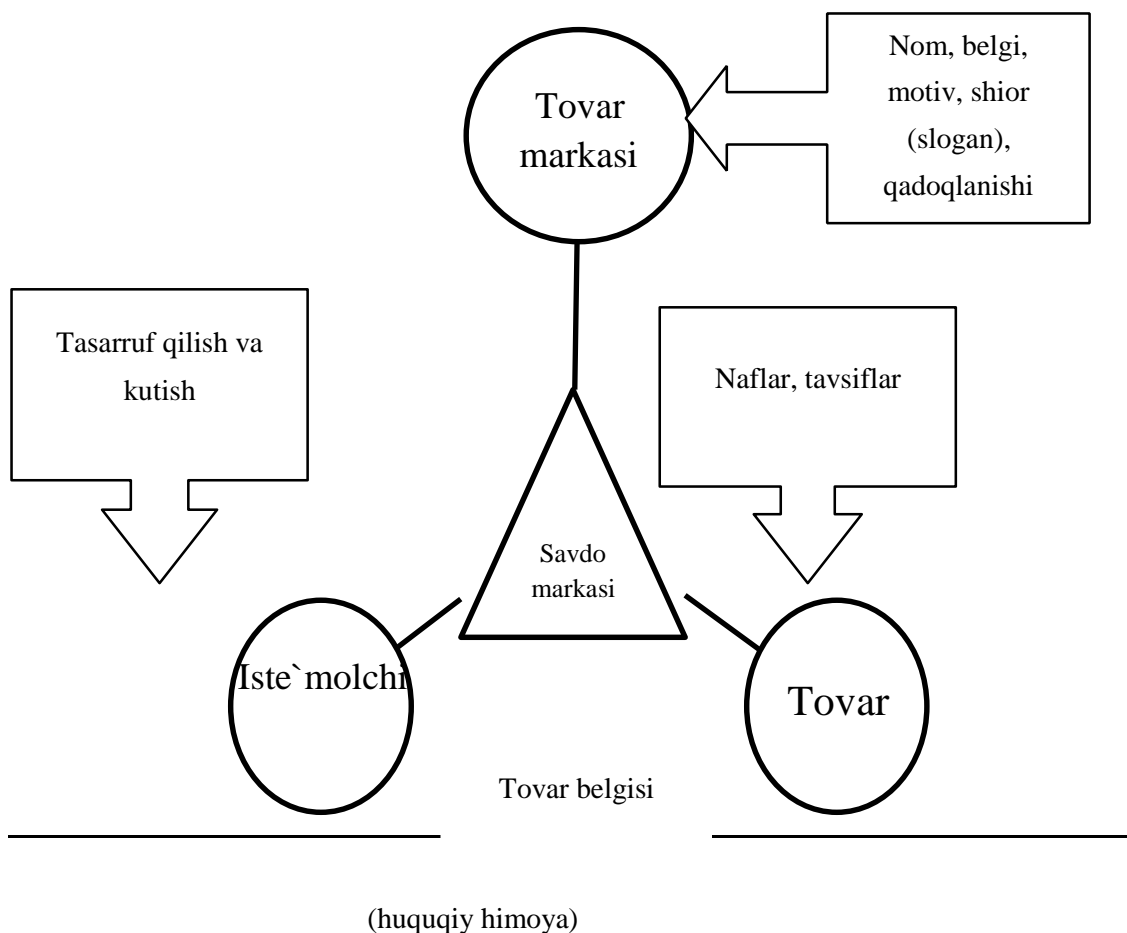 Nom, belgi,
motiv, shior
(slogan),
qadoqlanishi
Tovar
markasi
Tasarruf qilish va
kutish
Naflar, tavsiflar
Savdo
markasi
Iste`molchi
Tovar
Tovar belgisi
(huquqiy himoya)